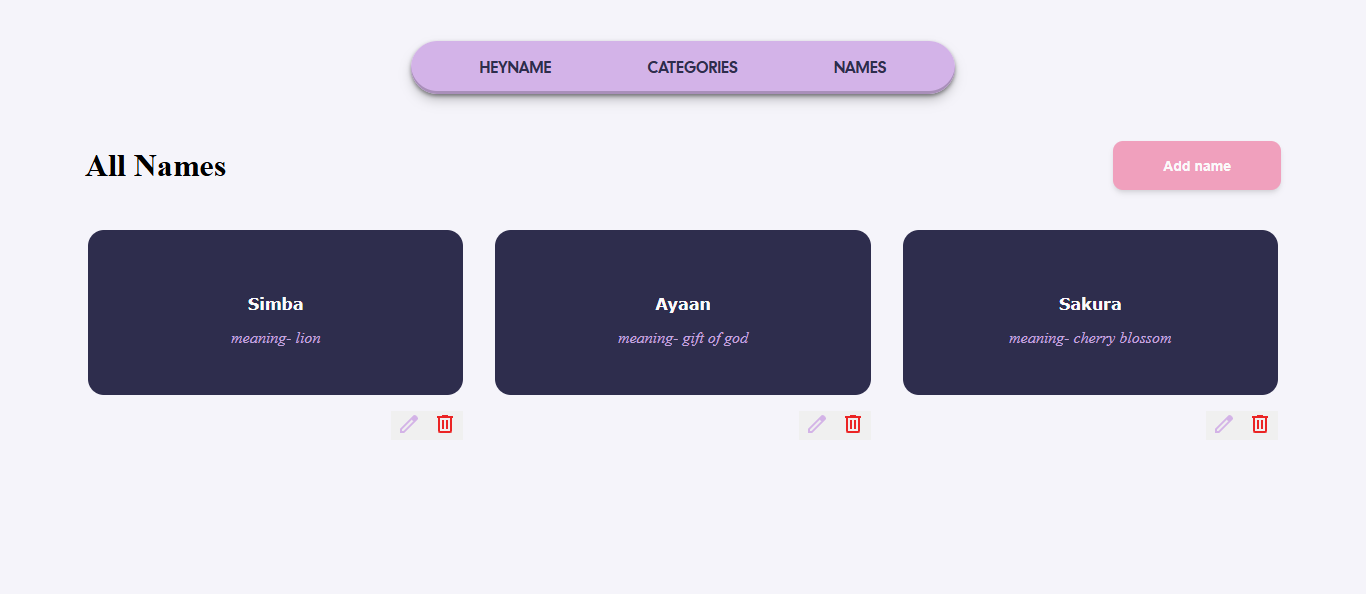 HEYNAME CATEGORIES NAMES
All Names
Add name
Simba
meaning- lion
Ayaan
meaning- gift of god
Sakura
meaning- cherry blossom